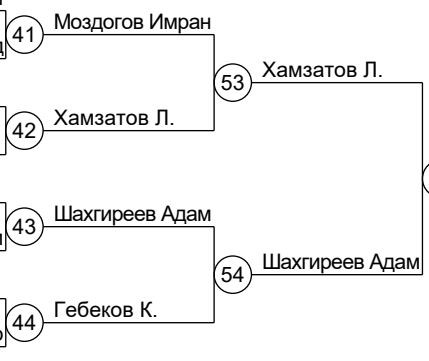 41
Моздогов Имран
53
Хамзатов Л.
42
Хамзатов Л.
43
Шахгиреев Адам
54
Шахгиреев Адам
44
Гебеков К.